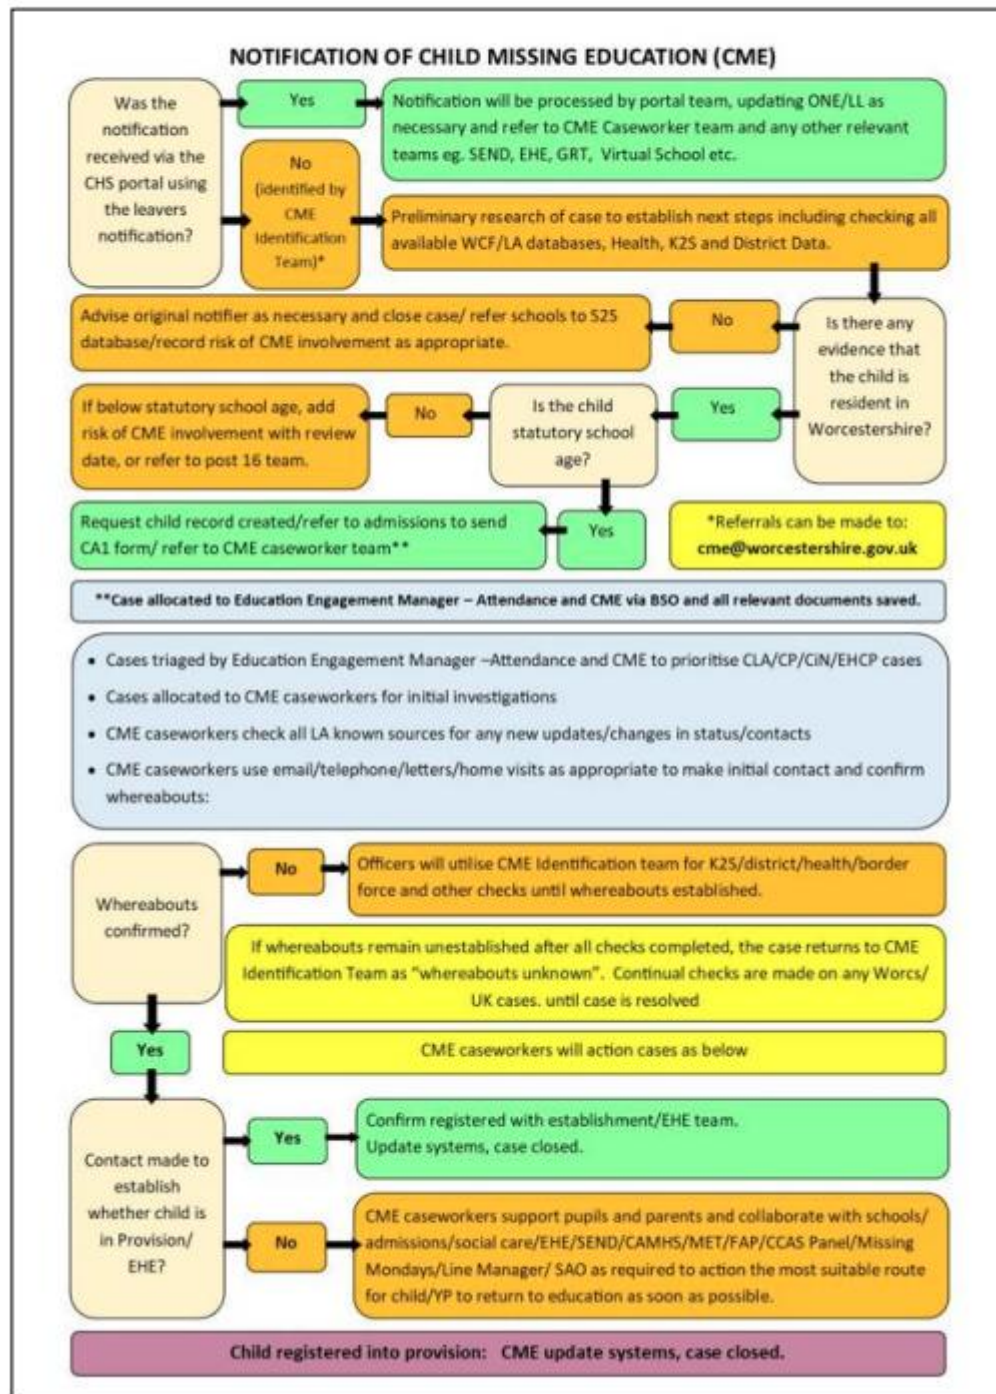 NOTIFICATION OF CHILD MISSING EDUCATION (CME)
Was the
notification
received via the
CHS portal using
the leavers
notification?
Yes
Notification will be processed by portal team, updating ONE/LL as
necessary and refer to CME Caseworker team and any other relevant
teams eg. SEND, EHE, GRT, Virtual School etc.
No
(identified by
CME
Identification
Team)*
Preliminary research of case to establish next steps including checking all
available WCF/LA databases, Health, K2S and District Data.
Is there any
evidence that
the child is
resident in
Worcestershire?
No
Advise original notifier as necessary and close case/ refer schools to S2S
database/record risk of CME involvement as appropriate.
Yes
Is the child
statutory school
age?
No
If below statutory school age, add
risk of CME involvement with review
date, or refer to post 16 team.
Yes
Request child record created/refer to admissions to send
CA1 form/ refer to CME caseworker team**
*Referrals can be made to:
cme@worcestershire.gov.uk
**Case allocated to Education Engagement Manager – Attendance and CME via BSO and all relevant documents saved.
• Cases triaged by Education Engagement Manager –Attendance and CME to prioritise CLA/CP/CiN/EHCP cases
• Cases allocated to CME caseworkers for initial investigations
• CME caseworkers check all LA known sources for any new updates/changes in status/contacts
• CME caseworkers use email/telephone/letters/home visits as appropriate to make initial contact and confirm
whereabouts:
Whereabouts
confirmed?
No
Officers will utilise CME Identification team for K2S/district/health/border
force and other checks until whereabouts established.
If whereabouts remain unestablished after all checks completed, the case returns to CME
Identification Team as "whereabouts unknown". Continual checks are made on any Worcs/
UK cases. until case is resolved
Yes
CME caseworkers will action cases as below
Contact made to
establish
whether child is
in Provision/
EHE?
Yes
Confirm registered with establishment/EHE team.
Update systems, case closed.
No
CME caseworkers support pupils and parents and collaborate with schools/
admissions/social care/EHE/SEND/CAMHS/MET/FAP/CCAS Panel/Missing
Mondays/Line Manager/ SAO as required to action the most suitable route
for child/YP to return to education as soon as possible.
Child registered into provision: CME update systems, case closed.